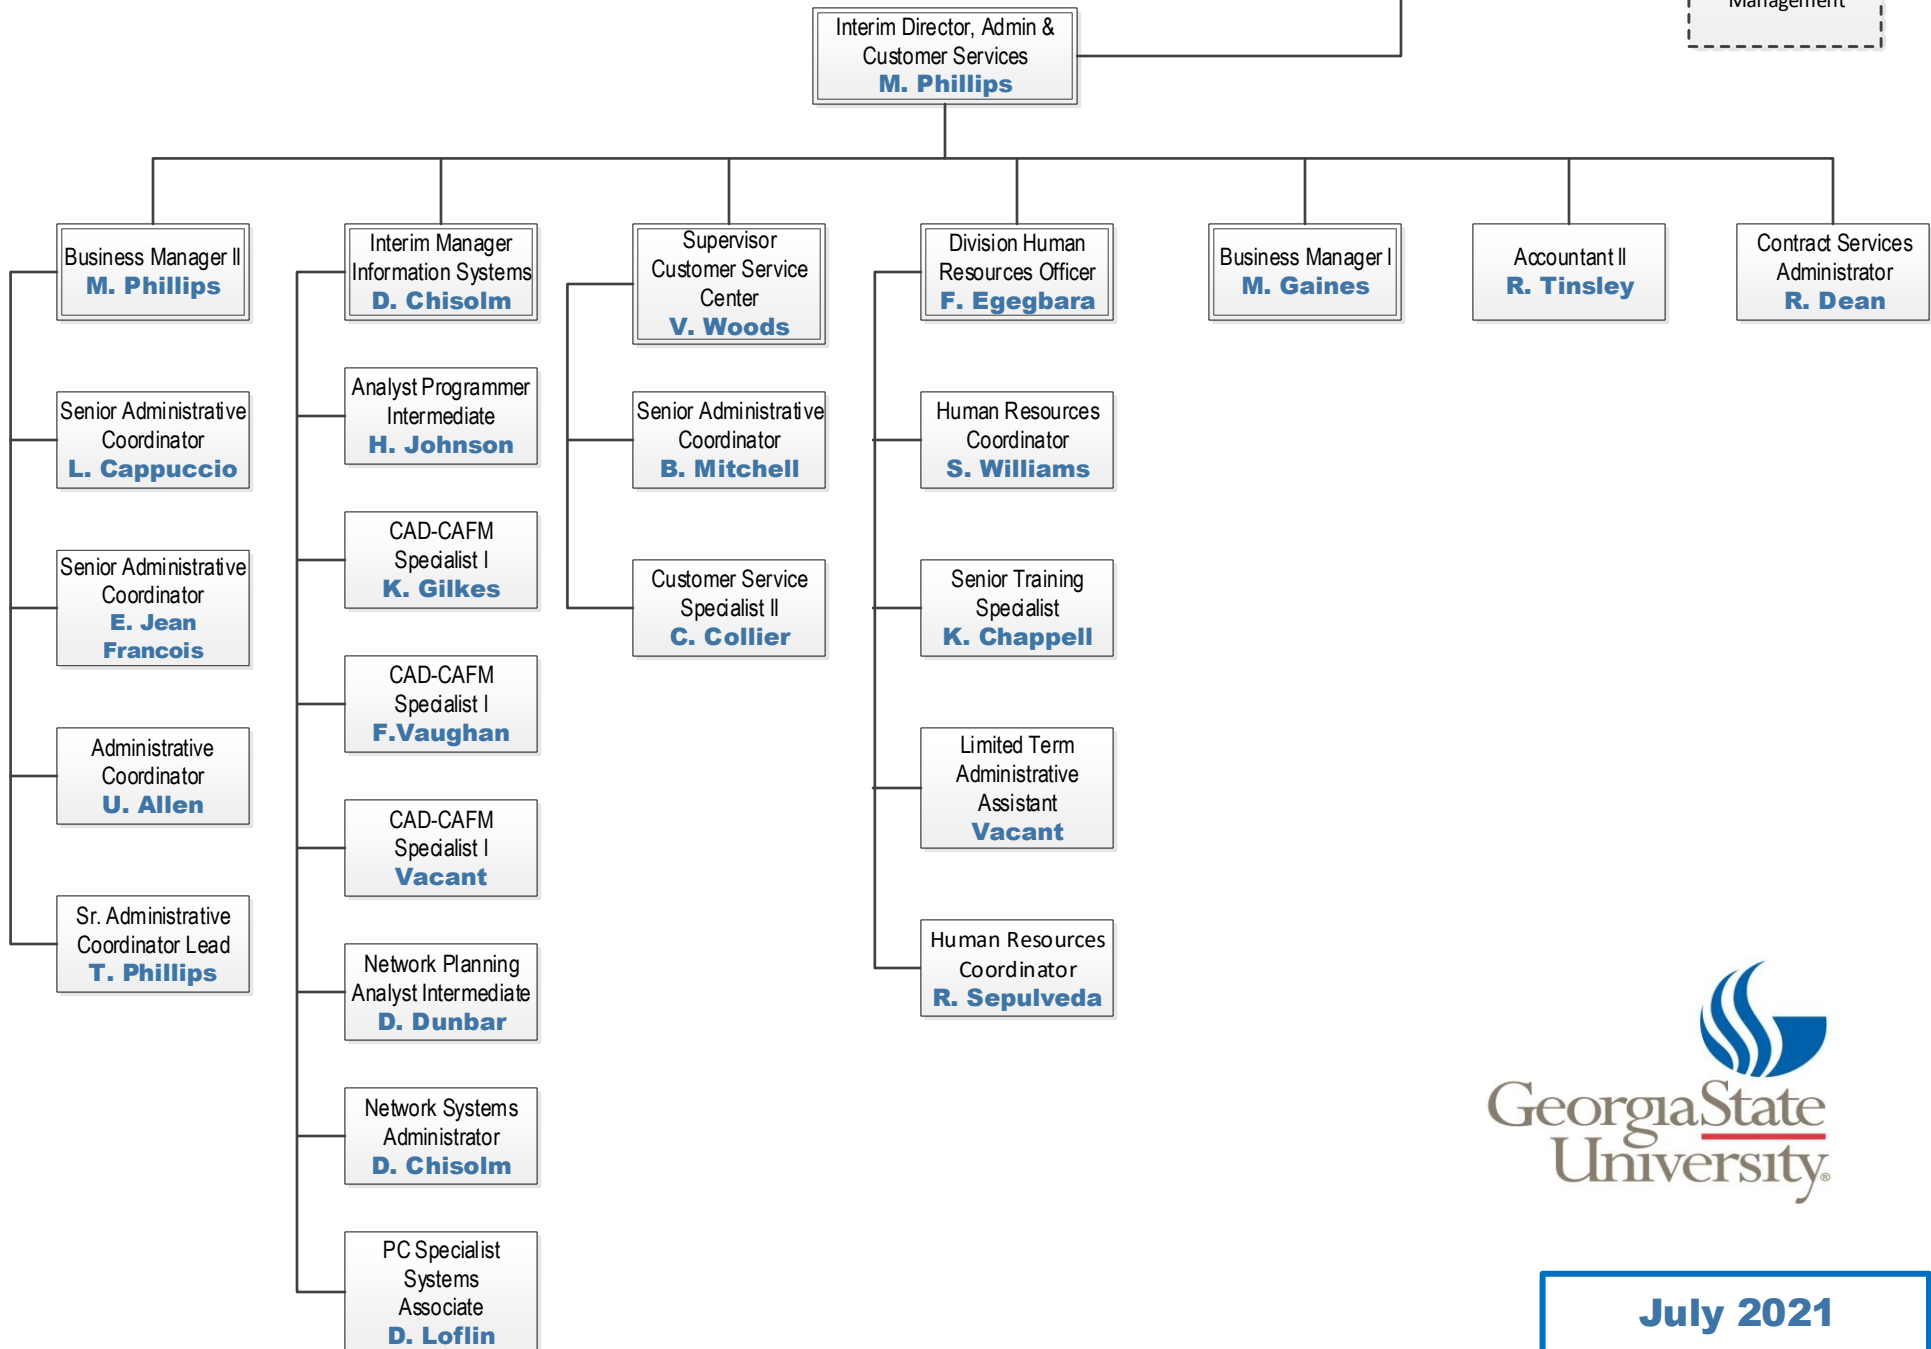 Management
Interim Director, Admin &
Customer Services
M. Phillips
Business Manager II
M. Phillips
Senior Administrative
Coordinator
L. Cappuccio
Senior Administrative
Coordinator
E. Jean
Francois
Administrative
Coordinator
U. Allen
Sr. Administrative
Coordinator Lead
T. Phillips
Interim Manager
Information Systems
D. Chisolm
Analyst Programmer
Intermediate
H. Johnson
CAD-CAFM
Specialist I
K. Gilkes
CAD-CAFM
Specialist I
F.Vaughan
CAD-CAFM
Specialist I
Vacant
Network Planning
Analyst Intermediate
D. Dunbar
Network Systems
Administrator
D. Chisolm
PC Specialist
Systems
Associate
D. Loflin
Supervisor
Customer Service
Center
V. Woods
Senior Administrative
Coordinator
B. Mitchell
Customer Service
Specialist II
C. Collier
Division Human
Resources Officer
F. Egegbara
Human Resources
Coordinator
S. Williams
Senior Training
Specialist
K. Chappell
Limited Term
Administrative
Assistant
Vacant
Human Resources
Coordinator
R. Sepulveda
Business Manager I
M. Gaines
Accountant II
R. Tinsley
Contract Services
Administrator
R. Dean
GeorgiaState
University®
July 2021